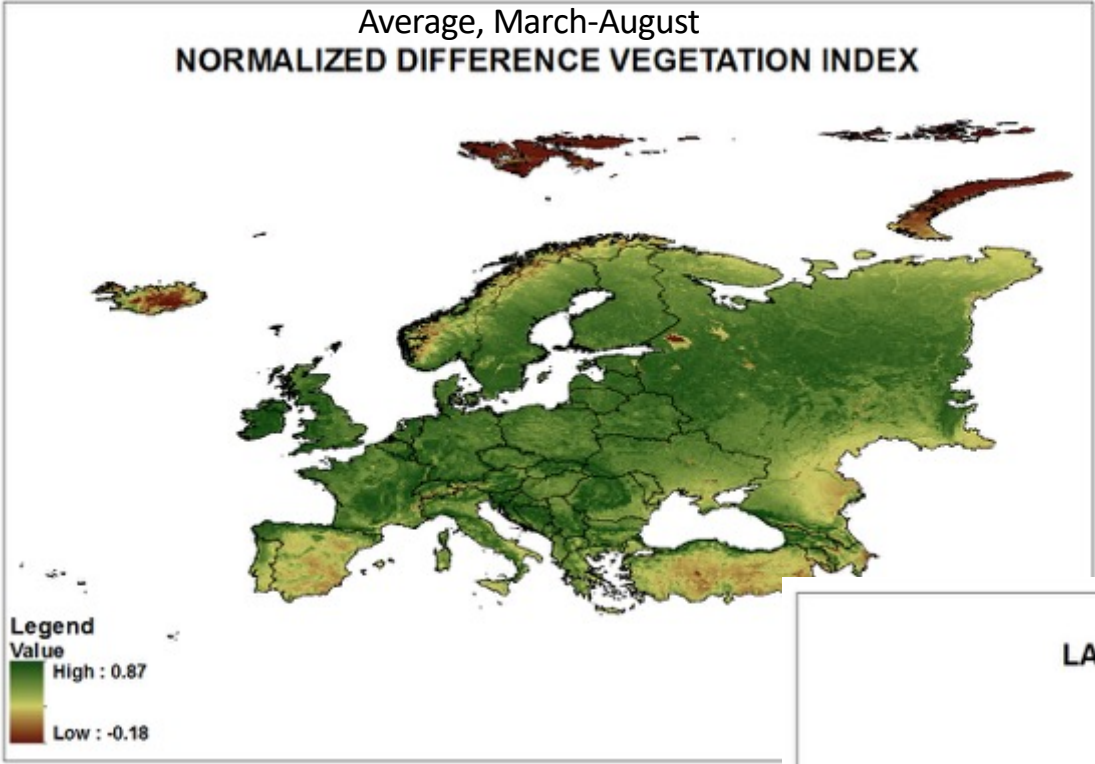 Average, March-August
NORMALIZED DIFFERENCE VEGETATION INDEX
Legend
Value
High : 0.87
Low : -0.18
LA